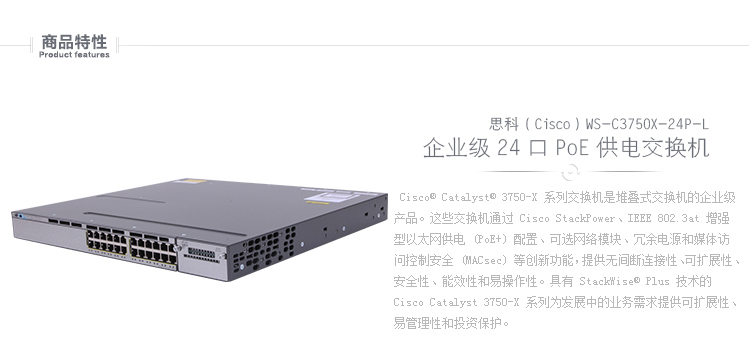 商品特性
Product features
思科（Cisco）WS-C3750X-24P-L
企业级 24 口 PoE 供电交换机
Cisco® Catalyst® 3750-X 系列交换机是堆叠式交换机的企业级
产品。这些交换机通过 Cisco StackPower、IEEE 802.3at 增强
型以太网供电 (PoE+) 配置、可选网络模块、冗余电源和媒体访
问控制安全 (MACsec) 等创新功能，提供无间断连接性、可扩展性、
安全性、能效性和易操作性。具有 StackWise® Plus 技术的
Cisco Catalyst 3750-X 系列为发展中的业务需求提供可扩展性、
易管理性和投资保护。